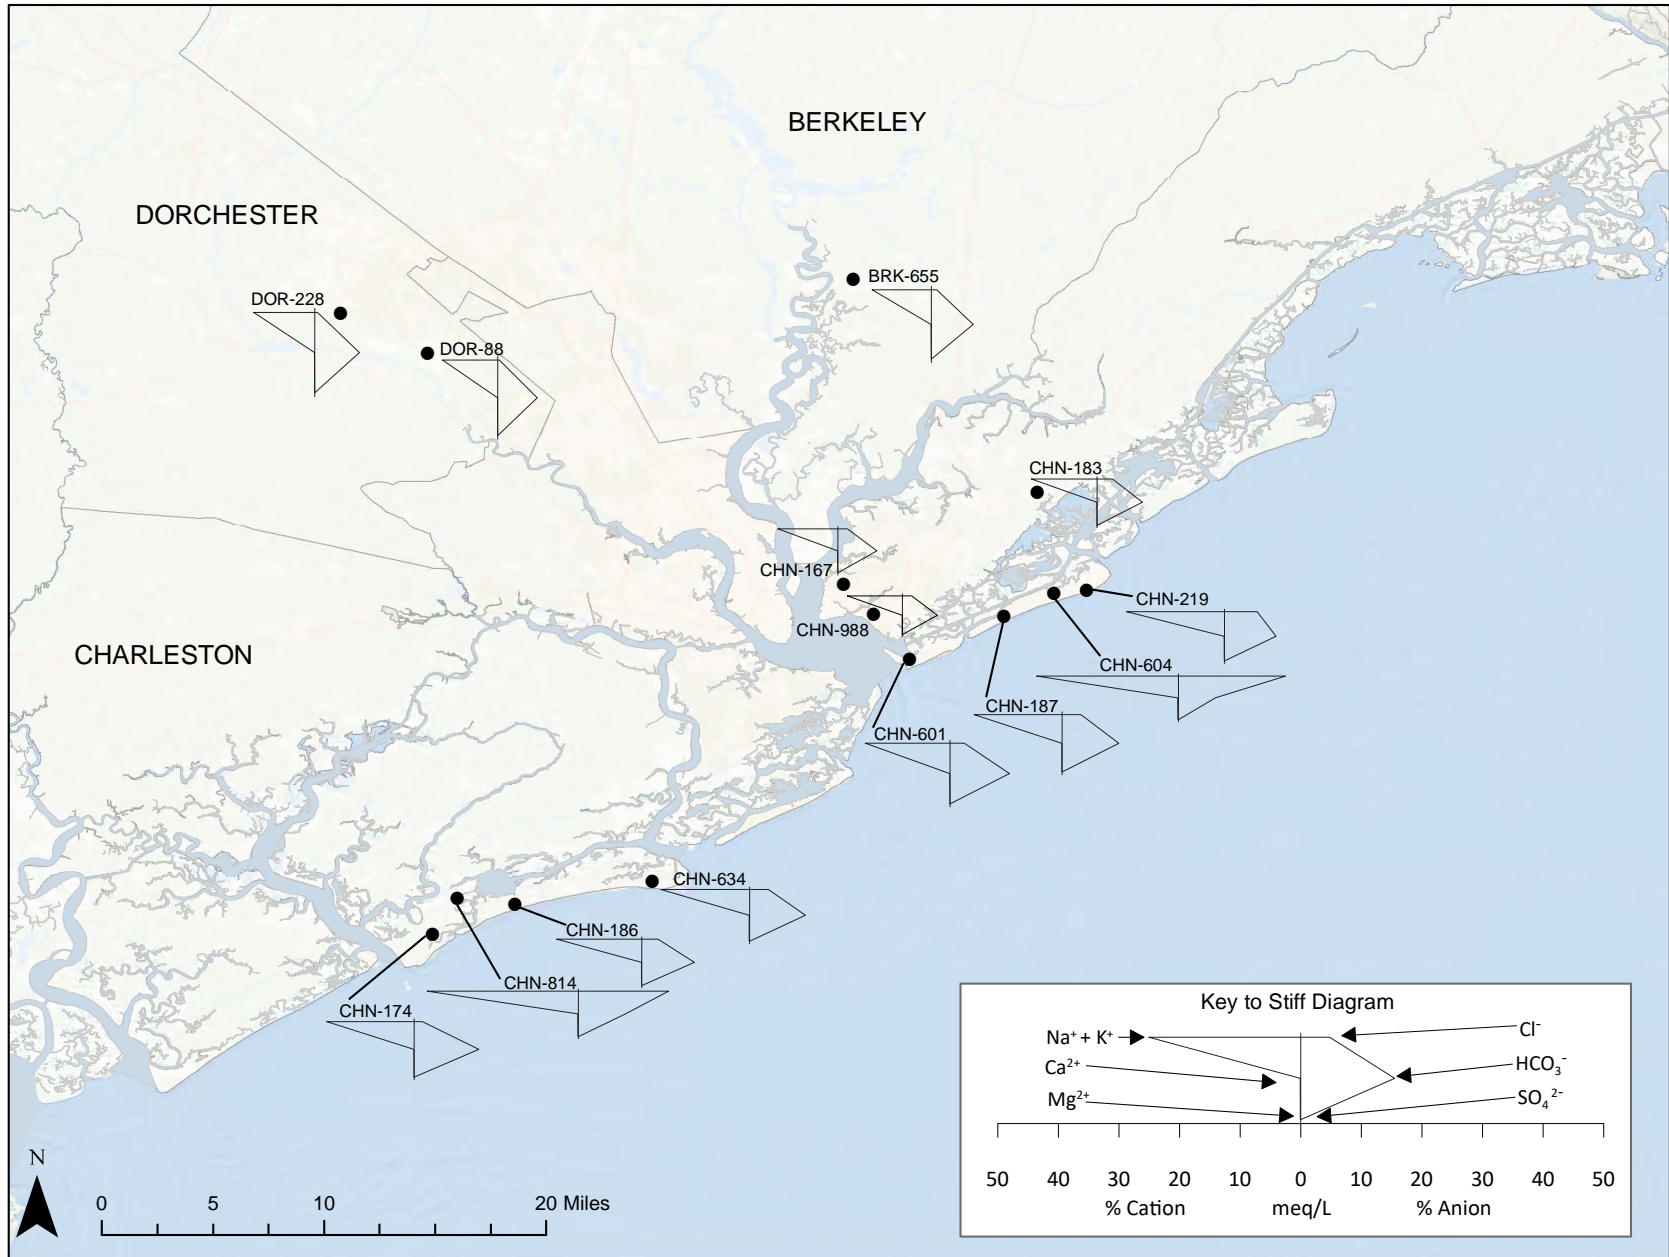 BERKELEY
DORCHESTER
BRK-655
DOR-228
DOR-88
CHN-183
CHN-167
CHN-219
CHN-988
CHARLESTON
CHN-604
CHN-187
CHN-601
CHN-634
CHN-186
CHN-814
CHN-174
Key to Stiff Diagram
Na⁺ + K⁺
Cl⁻
Ca²⁺
HCO₃⁻
Mg²⁺
SO₄²⁻
50 40 30 20 10 0 10 20 30 40 50
% Cation meq/L % Anion
N
0 5 10 20 Miles